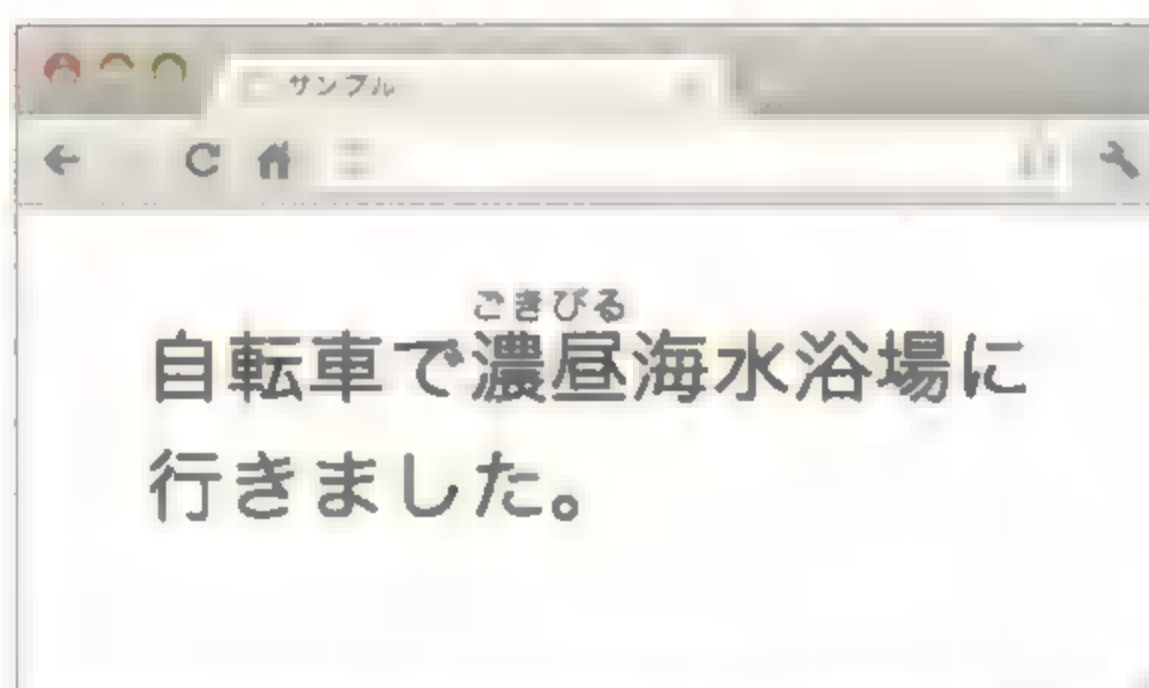 サンプル
ごきびる
自転車で濃昼海水浴場に
行きました。